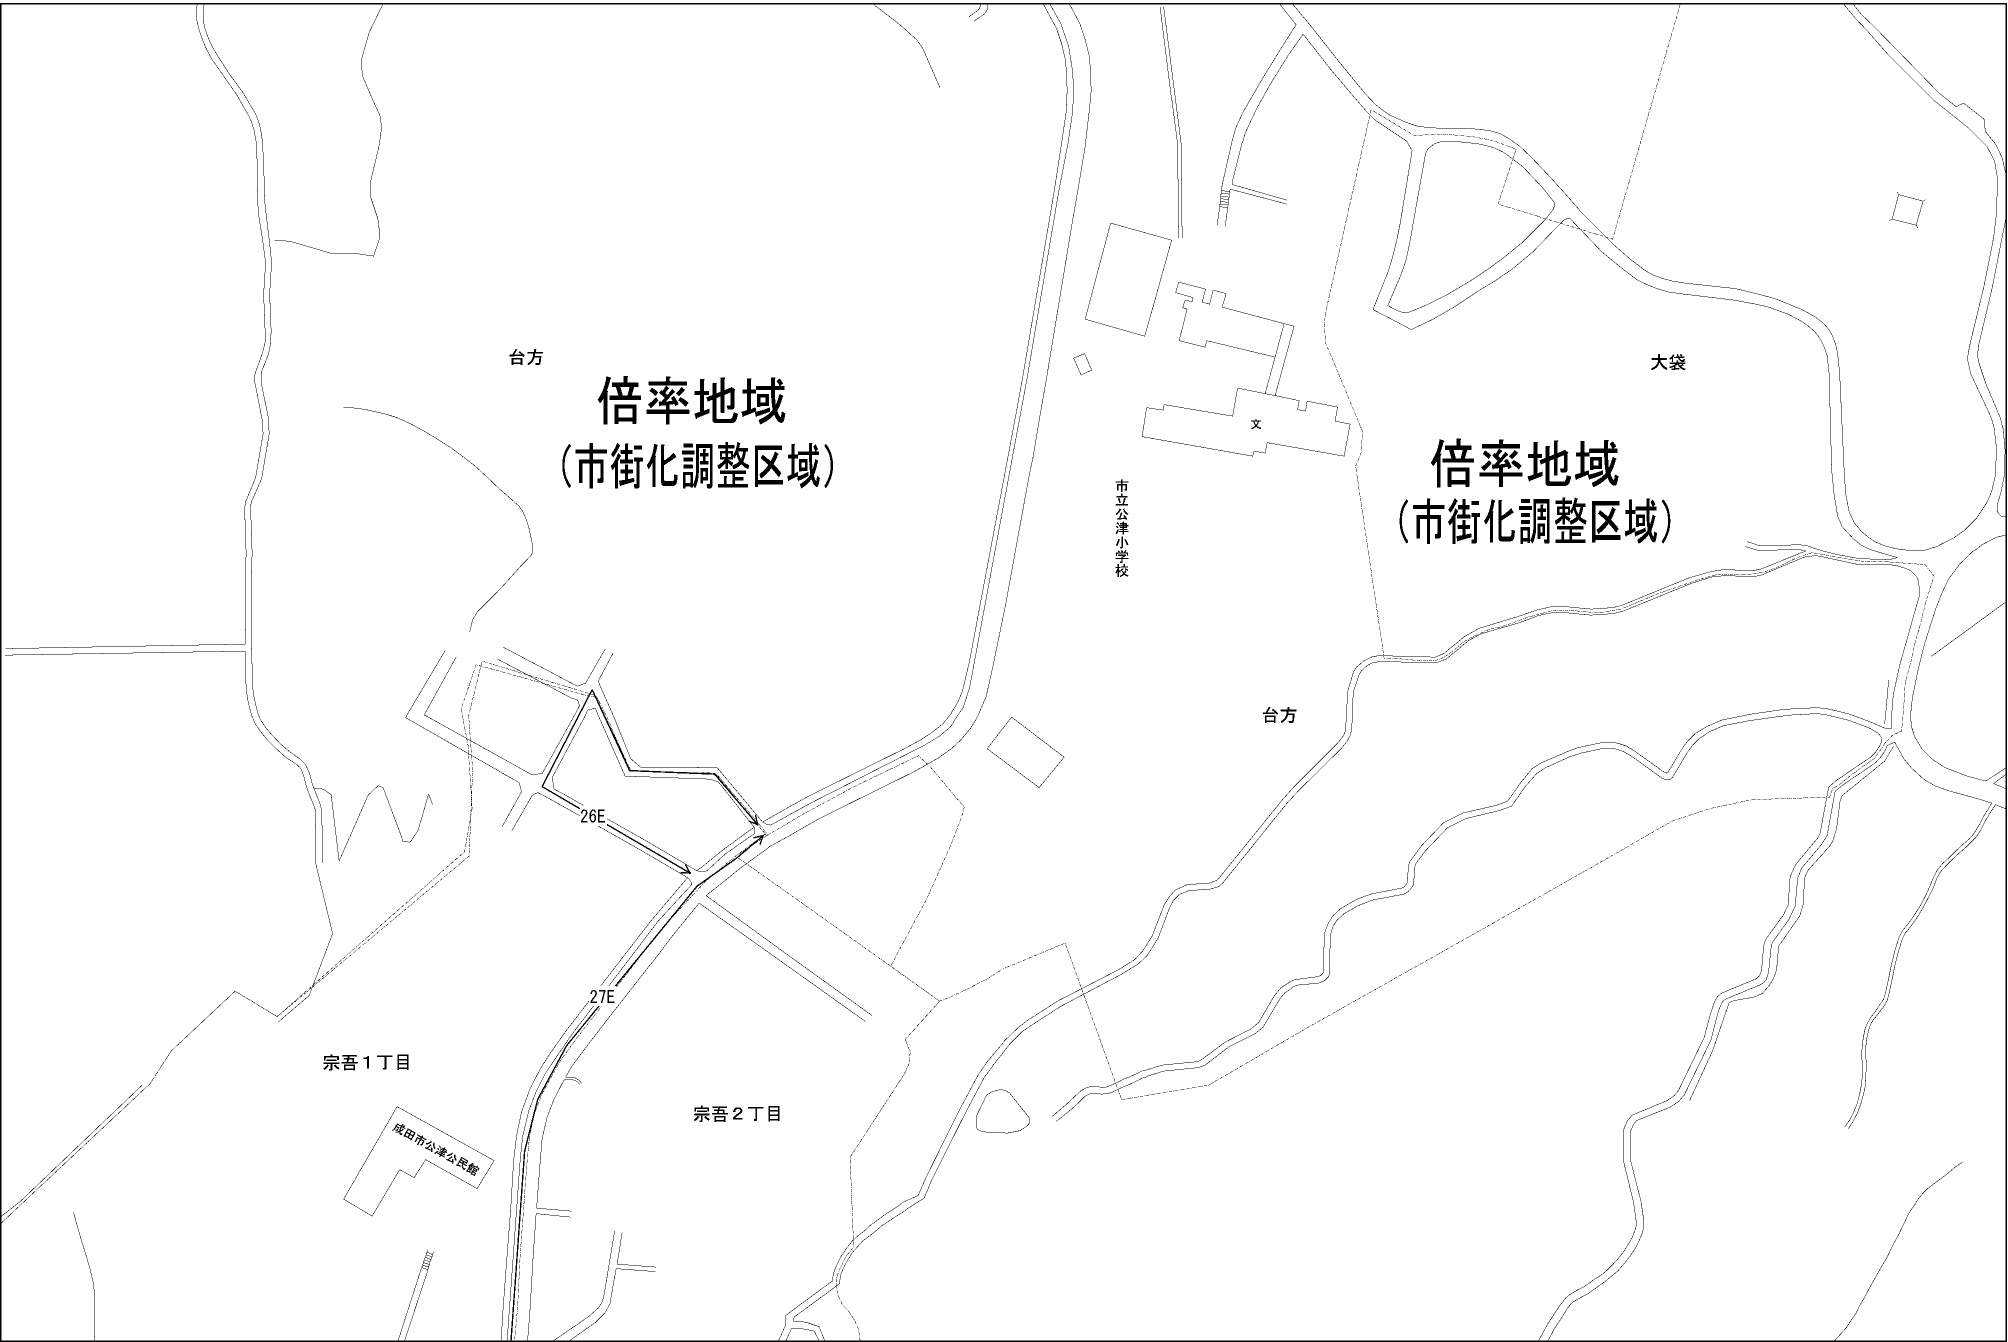 台方
倍率地域
（市街化調整区域）
大袋
倍率地域
（市街化調整区域）
文
市立公津小学校
台方
26E
27E
宗吾１丁目
宗吾２丁目
成田市公津公民館